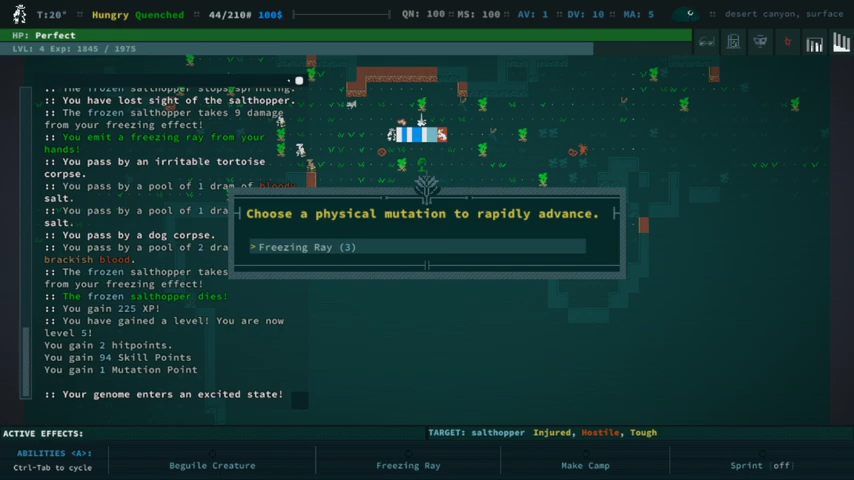 T:20° :: Hungry Quenched :: 44/210# 100$ QN: 100 :: MS: 100 :: AV: 1 :: DV: 10 :: MA: 5 :: desert canyon, surface
HP: Perfect
LVL: 4 Exp: 1845 / 1975
:: The frozen salthopper stops sprinting.
:: You have lost sight of the salthopper.
:: The frozen salthopper takes 9 damage
from your freezing effect!
:: You emit a freezing ray from your
hands!
:: You pass by an irritable tortoise
corpse.
:: You pass by a pool of 1 dram of bloody
salt.
:: You pass by a pool of 1 dra
salt.
:: You pass by a dog corpse.
:: You pass by a pool of 2 dra
brackish blood.
:: The frozen salthopper takes
from your freezing effect!
:: The frozen salthopper dies!
:: You gain 225 XP!
:: You have gained a level! You are now
level 5!
You gain 2 hitpoints.
You gain 94 Skill Points
You gain 1 Mutation Point
:: Your genome enters an excited state!
Choose a physical mutation to rapidly advance.
> Freezing Ray (3)
ACTIVE EFFECTS:
TARGET: salthopper Injured, Hostile, Tough
ABILITIES <A>:
Ctrl-Tab to cycle
Beguile Creature
Freezing Ray
Make Camp
Sprint [off]